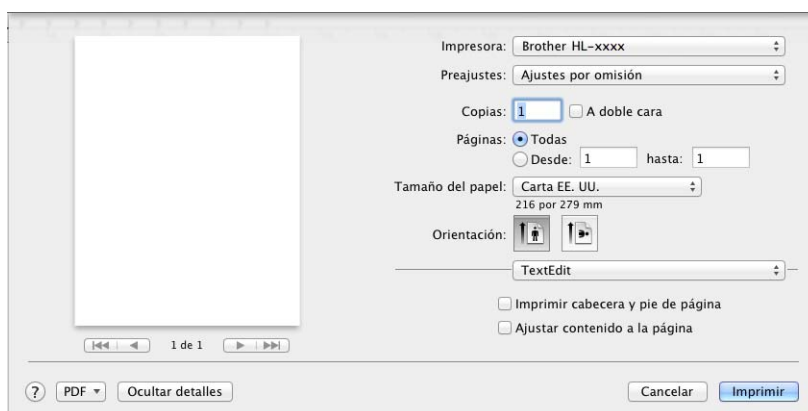 Impresora: Brother HL-xxxx
Preajustes: Ajustes por omisión
Copias: 1 A doble cara
Páginas: Todas
Desde: 1 hasta: 1
Tamaño del papel: Carta EE. UU.
216 por 279 mm
Orientación:
TextEdit
Imprimir cabecera y pie de página
Ajustar contenido a la página
1 de 1
? PDF Ocultar detalles Cancelar Imprimir